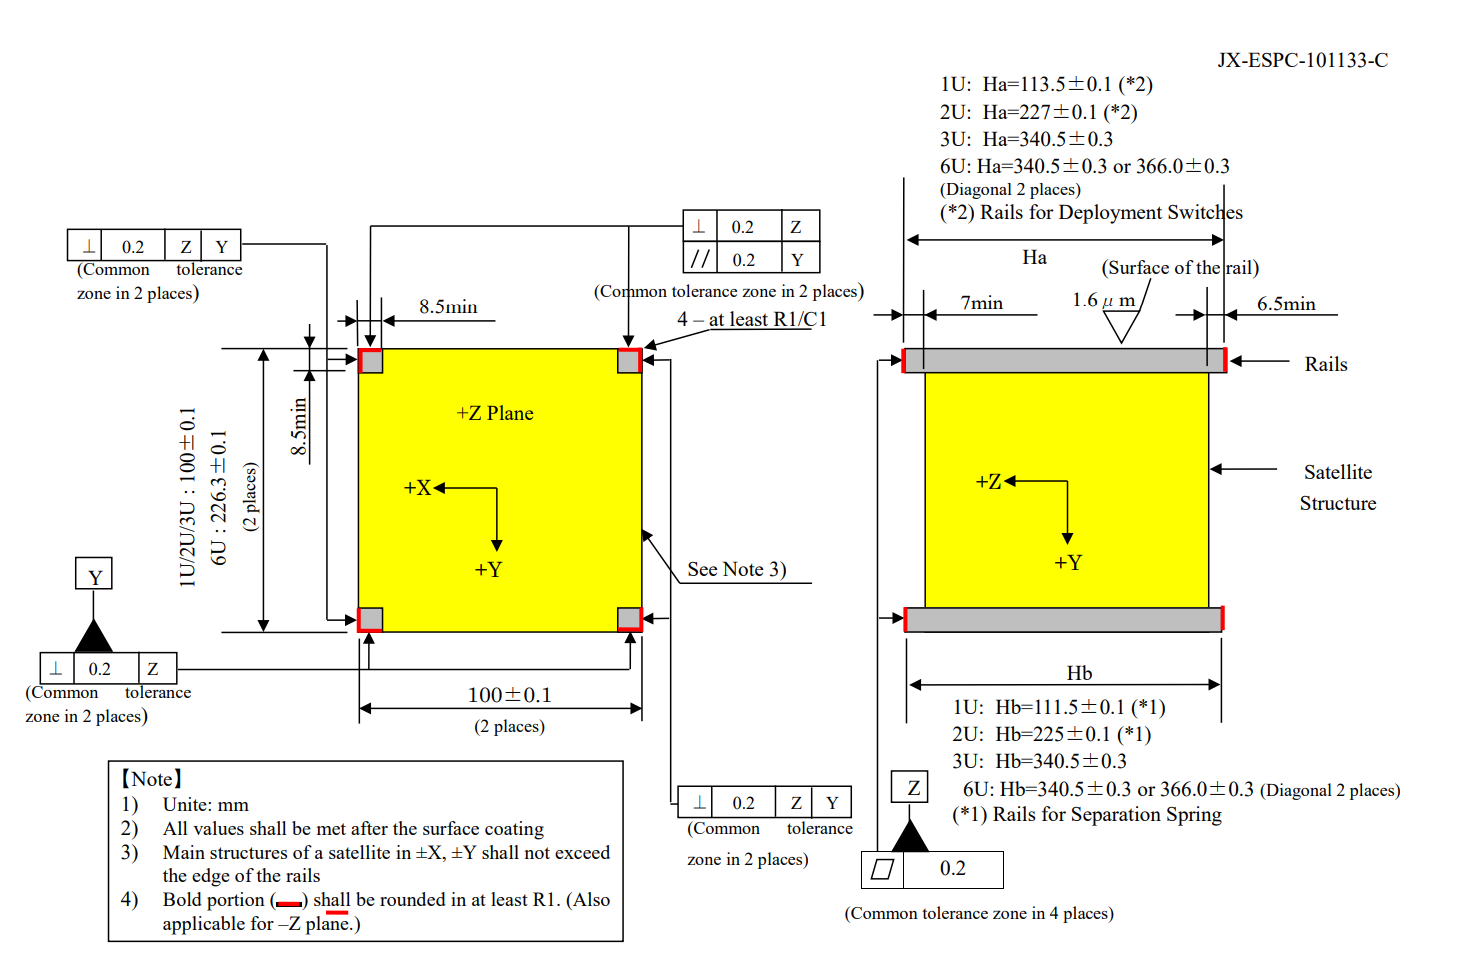 JX-ESPC-101133-C
1U: Ha=113.5±0.1 (*2)
2U: Ha=227±0.1 (*2)
3U: Ha=340.5±0.3
6U: Ha=340.5±0.3 or 366.0±0.3
(Diagonal 2 places)
(*2) Rails for Deployment Switches
Ha
(Surface of the rail)
7min
1.6μm
6.5min
⊥ 0.2 Z Y
(Common tolerance
zone in 2 places)
⊥ 0.2 Z
// 0.2 Y
(Common tolerance zone in 2 places)
8.5min
4 – at least R1/C1
8.5min
1U/2U/3U : 100±0.1
6U : 226.3±0.1
(2 places)
+Z Plane
+X
+Y
See Note 3)
Rails
+Z
+Y
Satellite
Structure
Y
⊥ 0.2 Z
(Common tolerance
zone in 2 places)
100±0.1
(2 places)
Hb
1U: Hb=111.5±0.1 (*1)
2U: Hb=225±0.1 (*1)
3U: Hb=340.5±0.3
6U: Hb=340.5±0.3 or 366.0±0.3 (Diagonal 2 places)
(*1) Rails for Separation Spring
⊥ 0.2 Z Y
(Common tolerance
zone in 2 places)
Z
⏥ 0.2
(Common tolerance zone in 4 places)
【Note】
1) Unite: mm
2) All values shall be met after the surface coating
3) Main structures of a satellite in ±X, ±Y shall not exceed
the edge of the rails
4) Bold portion ( ) shall be rounded in at least R1. (Also
applicable for –Z plane.)